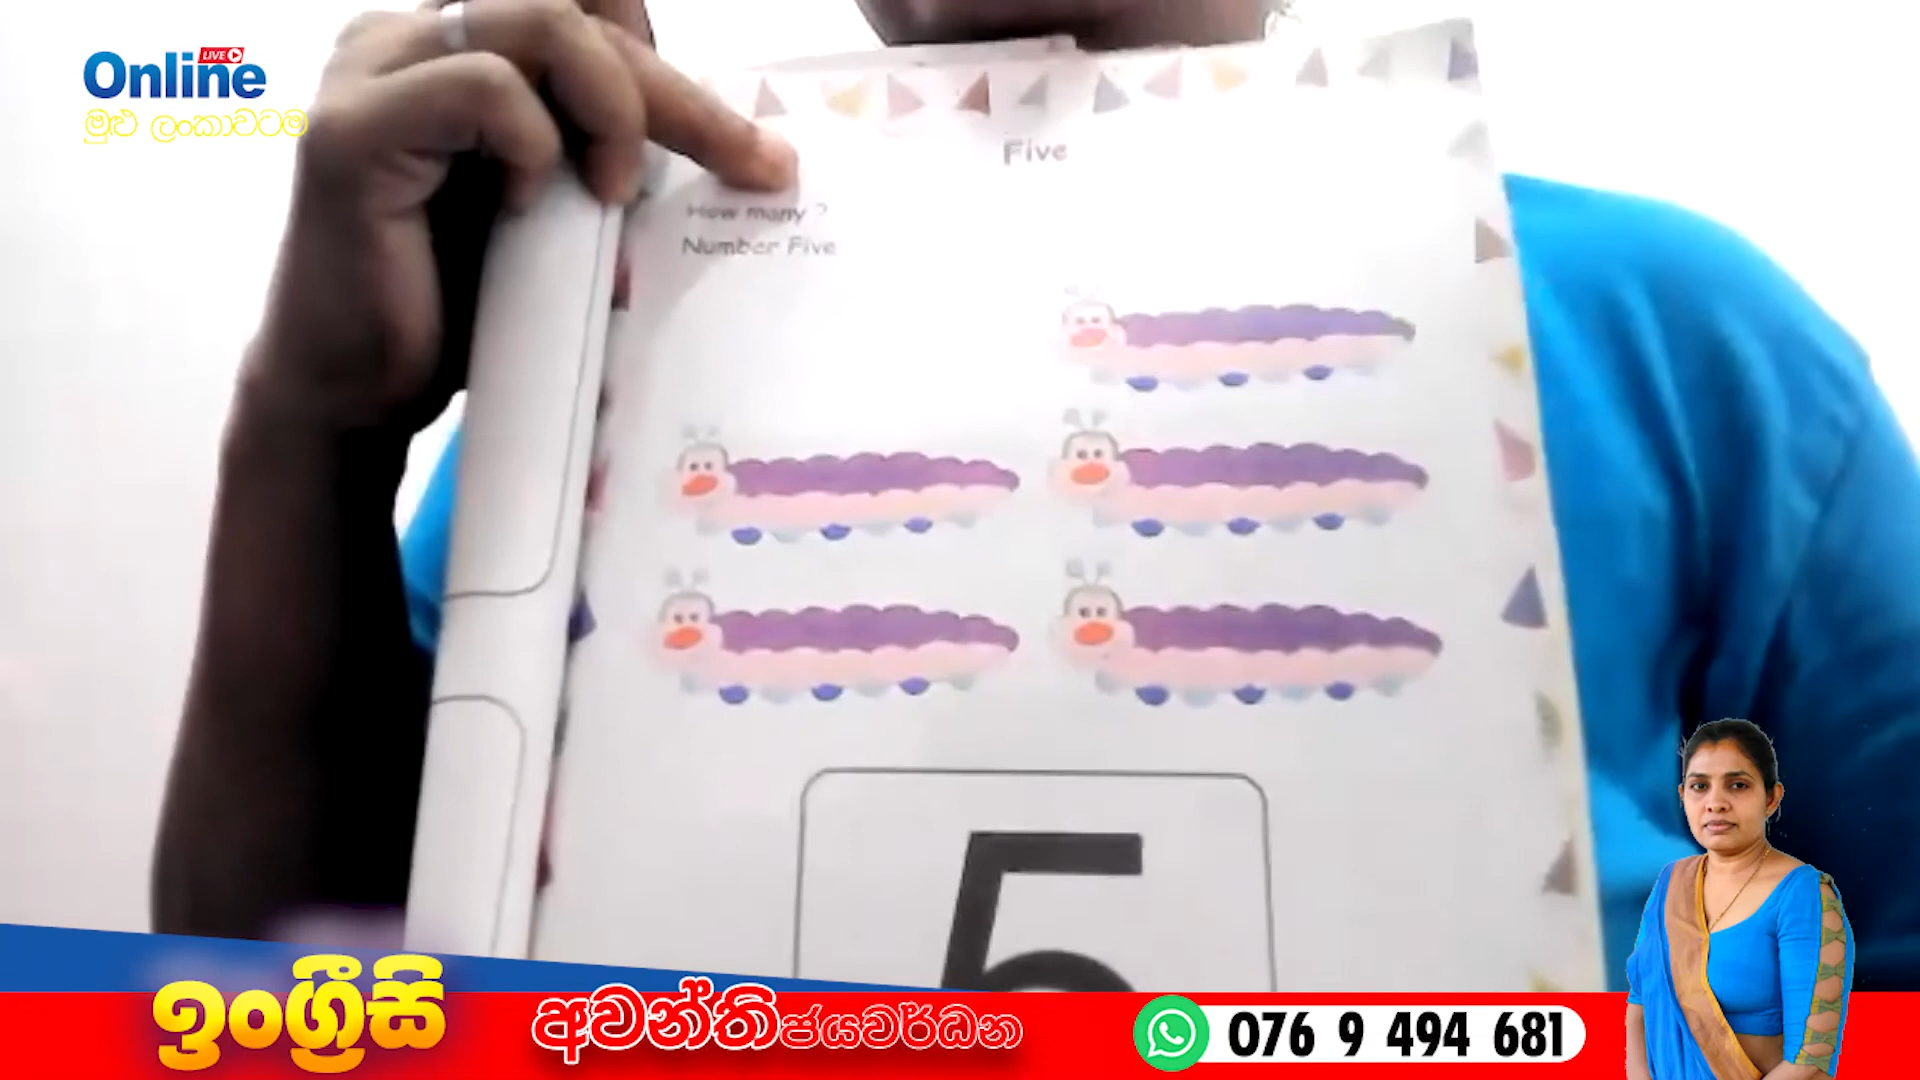 LIVE
Online
මුළු ලංකාවටම
Five
How many ?
Number Five
5
ඉංග්‍රීසි
අවන්ති ජයවර්ධන
076 9 494 681